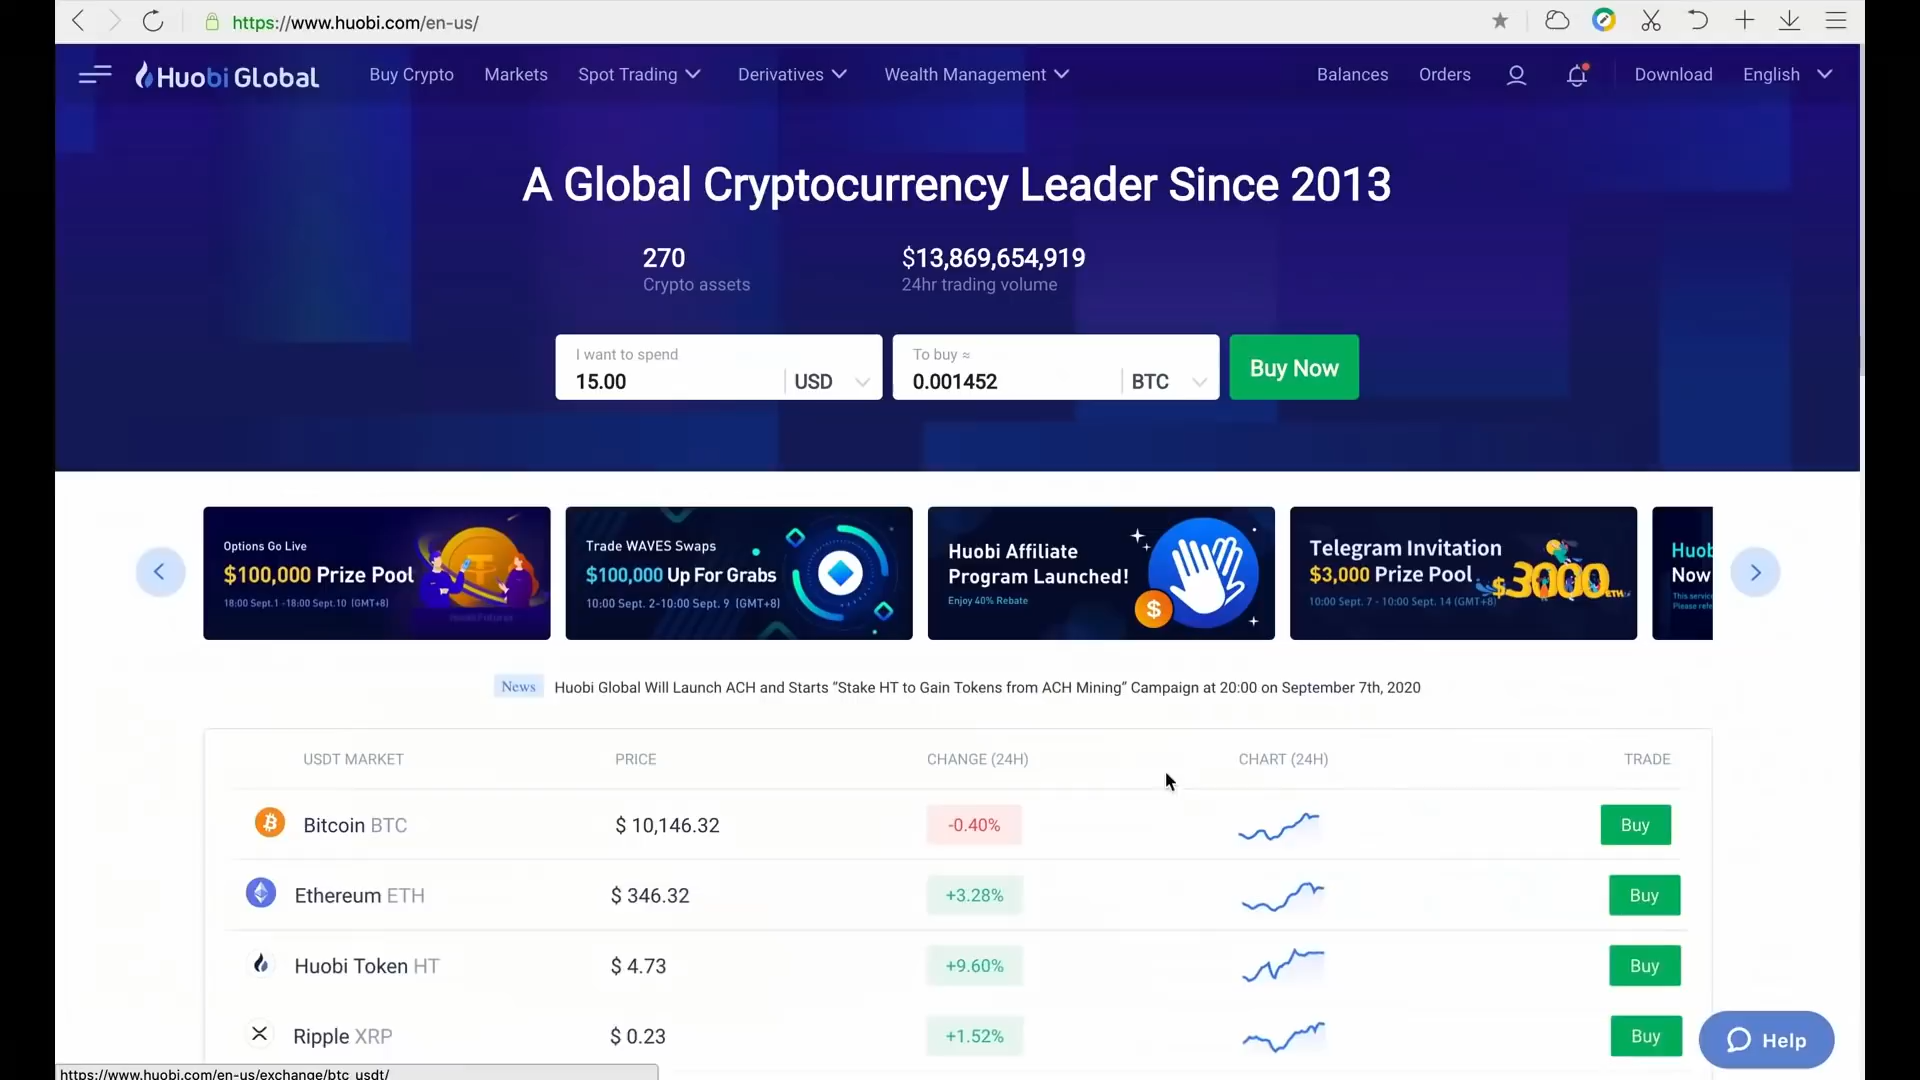 https://www.huobi.com/en-us/
Huobi Global
Buy Crypto
Markets
Spot Trading
Derivatives
Wealth Management
Balances
Orders
Download
English
A Global Cryptocurrency Leader Since 2013
270
Crypto assets
$13,869,654,919
24hr trading volume
I want to spend
15.00
USD
To buy ≈
0.001452
BTC
Buy Now
Options Go Live
$100,000 Prize Pool
18:00 Sept.1 -18:00 Sept.10 (GMT+8)
Trade WAVES Swaps
$100,000 Up For Grabs
10:00 Sept. 2-10:00 Sept. 9 (GMT+8)
Huobi Affiliate
Program Launched!
Enjoy 40% Rebate
$
Telegram Invitation
$3,000 Prize Pool
10:00 Sept. 7 - 10:00 Sept. 14 (GMT+8)
$3000 ETH
Huob
Now
This servic
Please refe
News
Huobi Global Will Launch ACH and Starts “Stake HT to Gain Tokens from ACH Mining” Campaign at 20:00 on September 7th, 2020
USDT MARKET PRICE CHANGE (24H) CHART (24H) TRADE
Bitcoin BTC $ 10,146.32 -0.40% Buy
Ethereum ETH $ 346.32 +3.28% Buy
Huobi Token HT $ 4.73 +9.60% Buy
Ripple XRP $ 0.23 +1.52% Buy
Help
https://www.huobi.com/en-us/exchange/btc_usdt/